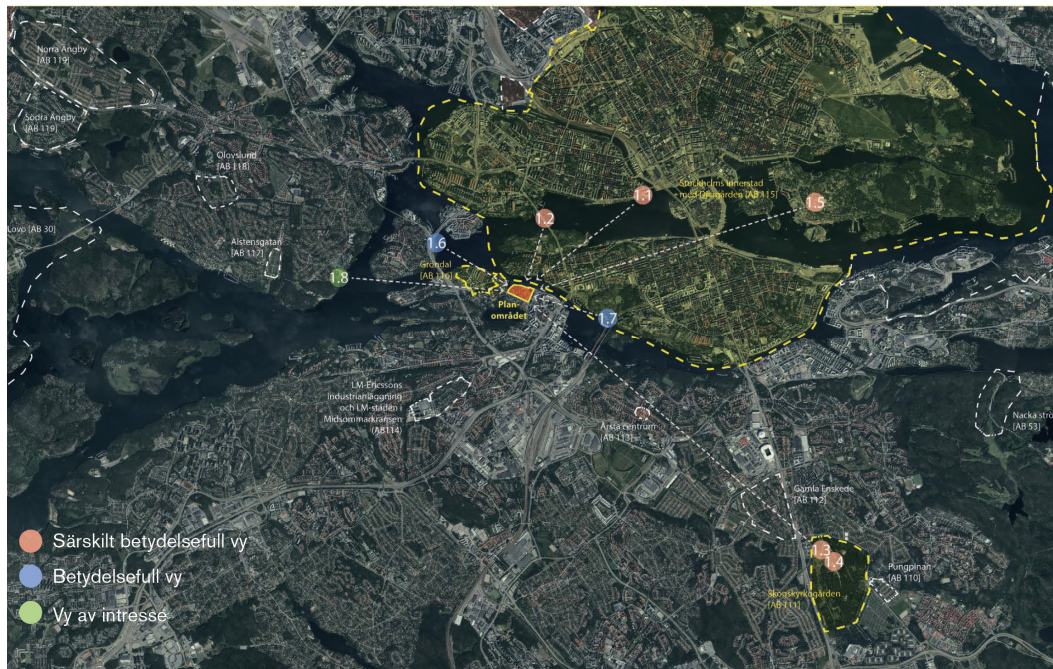 Norra Ängby
[AB 119]
Södra Ängby
[AB 119]
Olovslund
[AB 118]
Lovö [AB 30]
Ålstensgatan
[AB 117]
1.8
1.6
Gröndal
[AB 116]
1.2
1.1
Stockholms innerstad
med Djurgården [AB 115]
1.5
Plan-
området
1.7
LM-Ericssons
Industrianläggning
och LM-staden i
Midsommarkransen
(AB114)
Årsta centrum
[AB 113]
Nacka strö
[AB 53]
Gamla Enskede
[AB 112]
1.3
1.4
Pungpinan
[AB 110]
Skogskyrkogården
[AB 111]
Särskilt betydelsefull vy
Betydelsefull vy
Vy av intresse